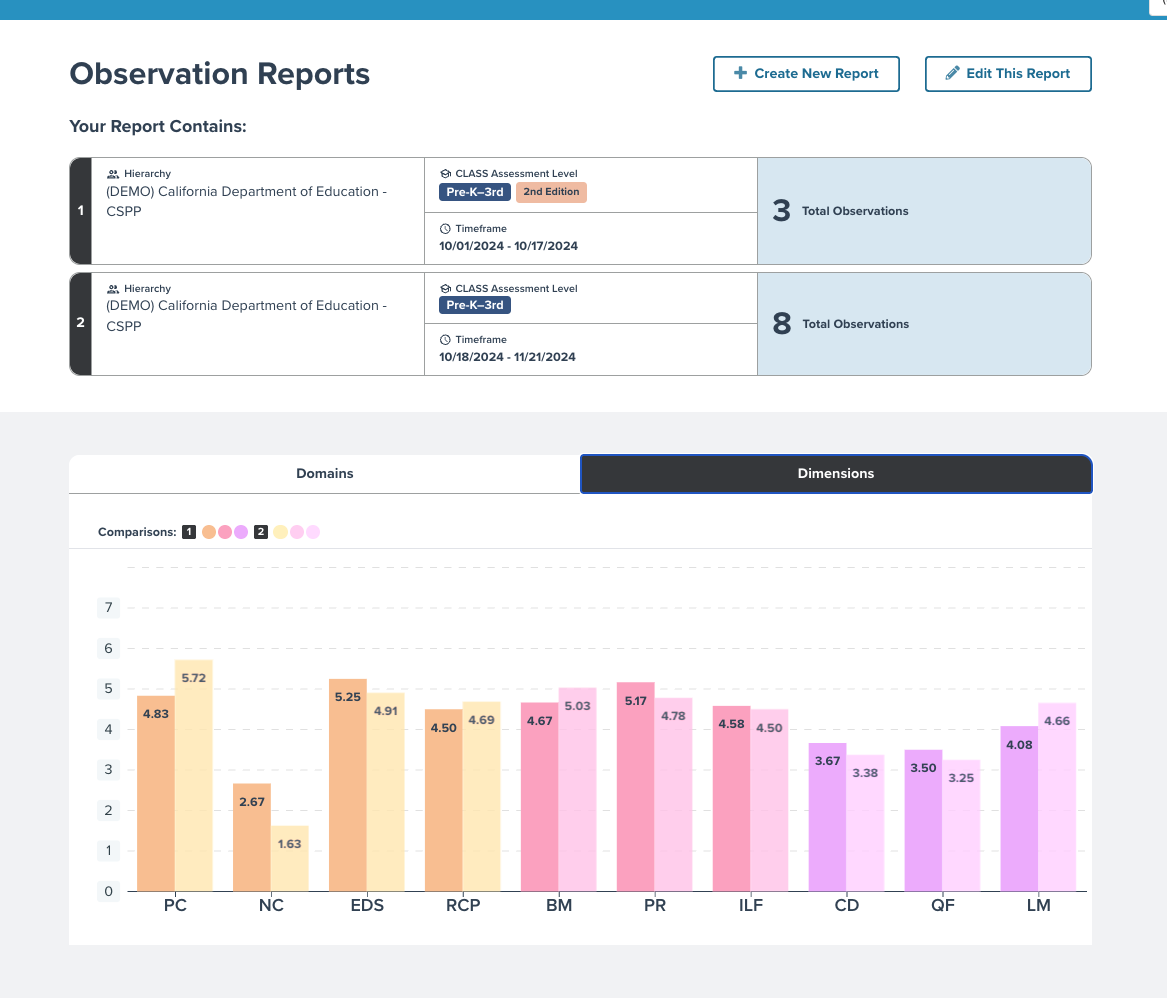 Observation Reports
Create New Report
Edit This Report
Your Report Contains:
1
Hierarchy
(DEMO) California Department of Education -
CSPP
CLASS Assessment Level
Pre-K–3rd
2nd Edition
Timeframe
10/01/2024 - 10/17/2024
3 Total Observations
2
Hierarchy
(DEMO) California Department of Education -
CSPP
CLASS Assessment Level
Pre-K–3rd
Timeframe
10/18/2024 - 11/21/2024
8 Total Observations
Domains
Dimensions
Comparisons: 1 2
7
6
5
4
3
2
1
0
4.83
5.72
2.67
1.63
5.25
4.91
4.50
4.69
4.67
5.03
5.17
4.78
4.58
4.50
3.67
3.38
3.50
3.25
4.08
4.66
PC NC EDS RCP BM PR ILF CD QF LM